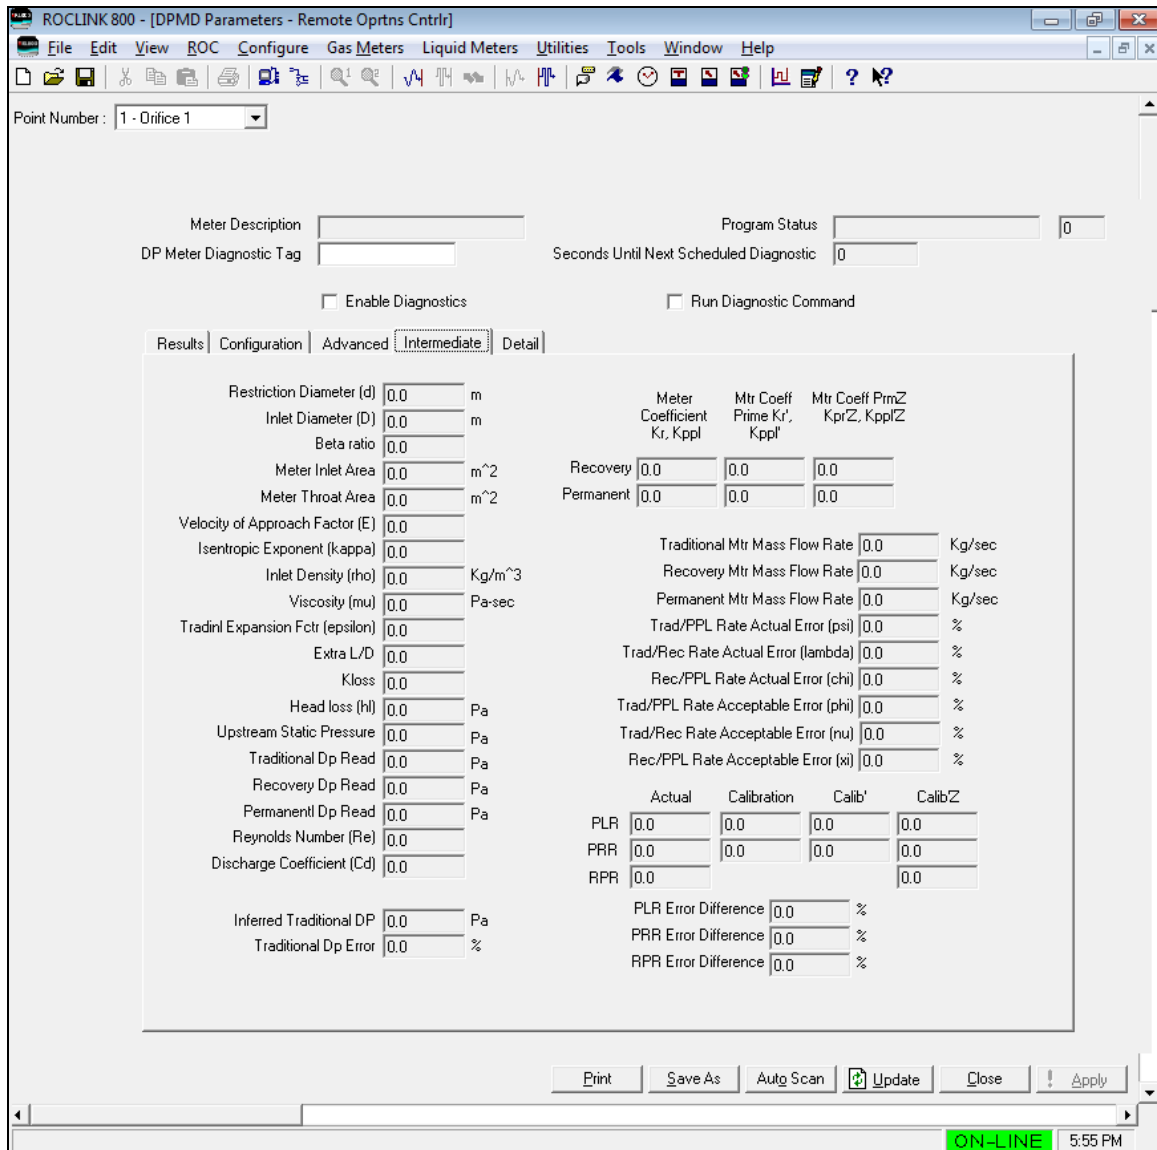 ROCLINK 800 - [DPMD Parameters - Remote Oprtns Cntrlr]
File Edit View ROC Configure Gas Meters Liquid Meters Utilities Tools Window Help
Point Number : 1 - Orifice 1
Meter Description Program Status 0
DP Meter Diagnostic Tag Seconds Until Next Scheduled Diagnostic 0
Enable Diagnostics Run Diagnostic Command
Results Configuration Advanced Intermediate Detail
Restriction Diameter (d) 0.0 m
Inlet Diameter (D) 0.0 m
Beta ratio 0.0
Meter Inlet Area 0.0 m^2
Meter Throat Area 0.0 m^2
Velocity of Approach Factor (E) 0.0
Isentropic Exponent (kappa) 0.0
Inlet Density (rho) 0.0 Kg/m^3
Viscosity (mu) 0.0 Pa-sec
Tradinl Expansion Fctr (epsilon) 0.0
Extra L/D 0.0
Kloss 0.0
Head loss (hl) 0.0 Pa
Upstream Static Pressure 0.0 Pa
Traditional Dp Read 0.0 Pa
Recovery Dp Read 0.0 Pa
Permanentl Dp Read 0.0 Pa
Reynolds Number (Re) 0.0
Discharge Coefficient (Cd) 0.0
Inferred Traditional DP 0.0 Pa
Traditional Dp Error 0.0 %
Meter Mtr Coeff Mtr Coeff PrmZ
Coefficient Prime Kr', Kpr'Z, Kppl'Z
Kr, Kppl Kppl'
Recovery 0.0 0.0 0.0
Permanent 0.0 0.0 0.0
Traditional Mtr Mass Flow Rate 0.0 Kg/sec
Recovery Mtr Mass Flow Rate 0.0 Kg/sec
Permanent Mtr Mass Flow Rate 0.0 Kg/sec
Trad/PPL Rate Actual Error (psi) 0.0 %
Trad/Rec Rate Actual Error (lambda) 0.0 %
Rec/PPL Rate Actual Error (chi) 0.0 %
Trad/PPL Rate Acceptable Error (phi) 0.0 %
Trad/Rec Rate Acceptable Error (nu) 0.0 %
Rec/PPL Rate Acceptable Error (xi) 0.0 %
Actual Calibration Calib' Calib'Z
PLR 0.0 0.0 0.0 0.0
PRR 0.0 0.0 0.0 0.0
RPR 0.0 0.0
PLR Error Difference 0.0 %
PRR Error Difference 0.0 %
RPR Error Difference 0.0 %
Print Save As Auto Scan Update Close ! Apply
ON-LINE 5:55 PM